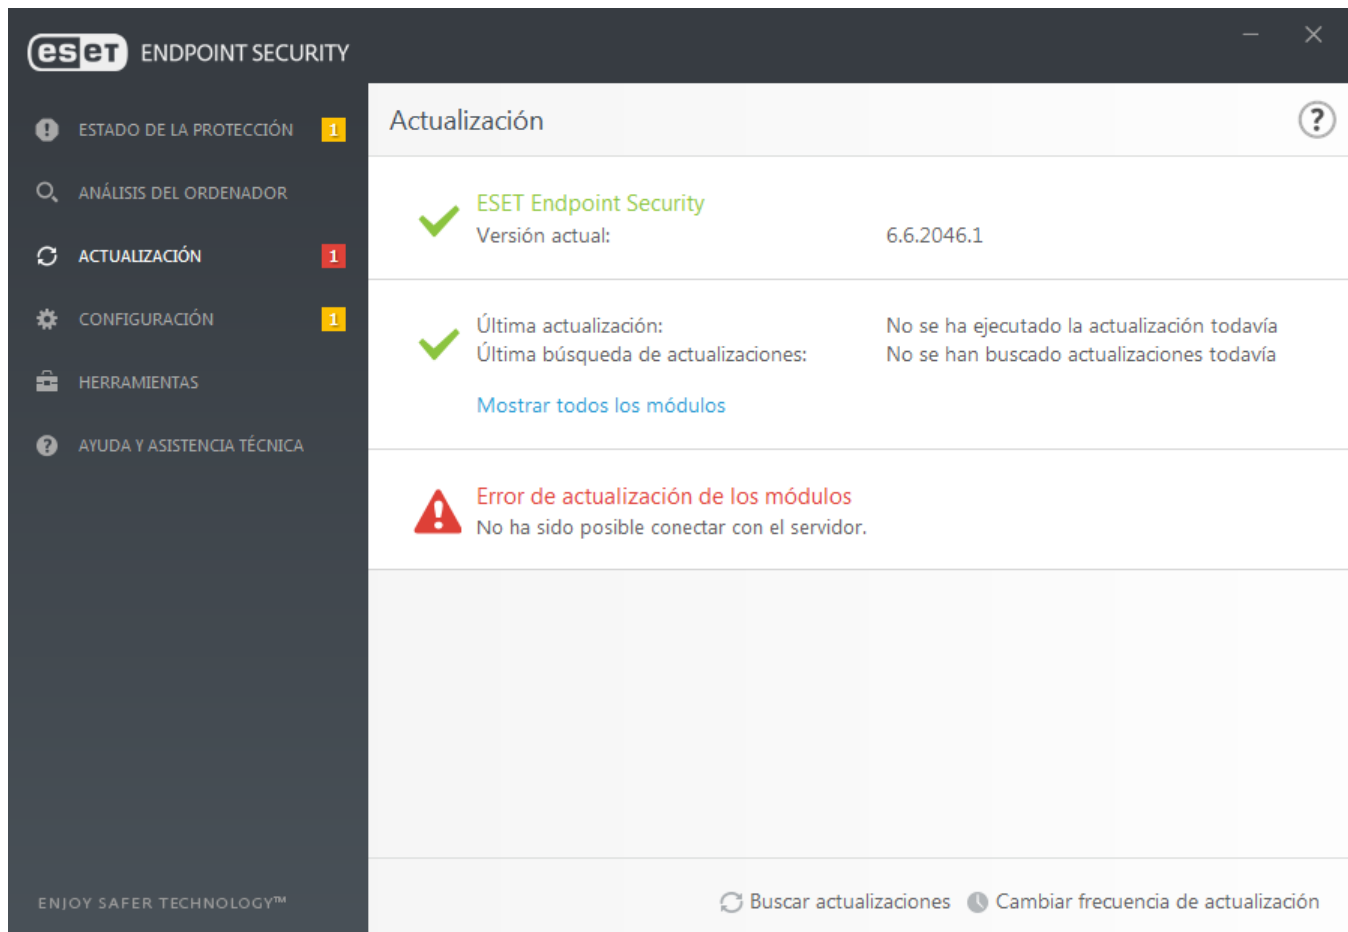 eset ENDPOINT SECURITY
ESTADO DE LA PROTECCIÓN 1
ANÁLISIS DEL ORDENADOR
ACTUALIZACIÓN 1
CONFIGURACIÓN 1
HERRAMIENTAS
AYUDA Y ASISTENCIA TÉCNICA
ENJOY SAFER TECHNOLOGY™
Actualización ?
ESET Endpoint Security
Versión actual: 6.6.2046.1
Última actualización: No se ha ejecutado la actualización todavía
Última búsqueda de actualizaciones: No se han buscado actualizaciones todavía
Mostrar todos los módulos
Error de actualización de los módulos
No ha sido posible conectar con el servidor.
Buscar actualizaciones Cambiar frecuencia de actualización